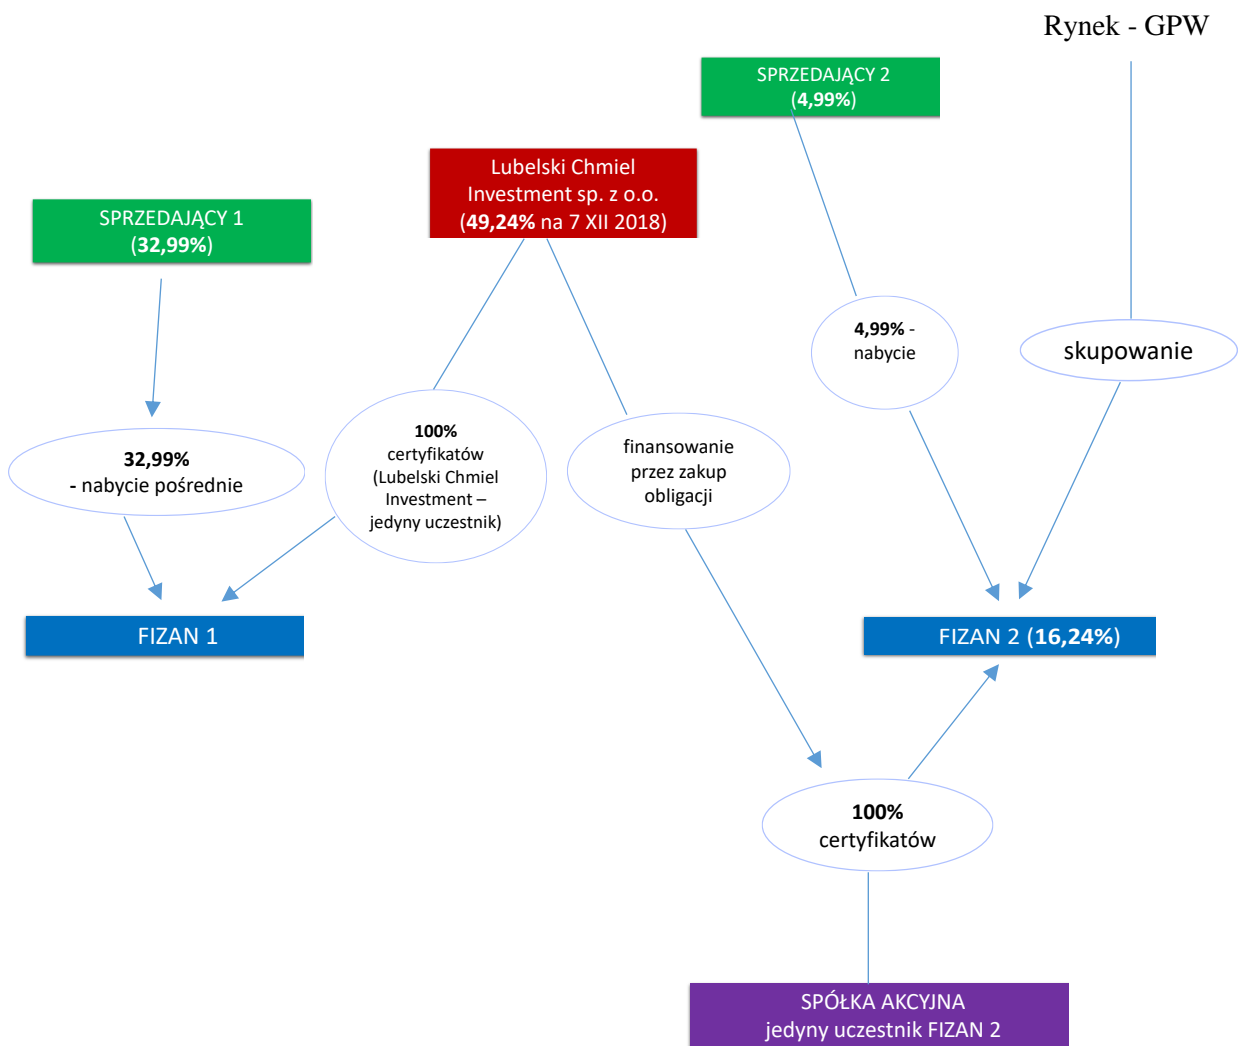 Rynek - GPW
SPRZEDAJĄCY 2
(4,99%)
Lubelski Chmiel
Investment sp. z o.o.
(49,24% na 7 XII 2018)
SPRZEDAJĄCY 1
(32,99%)
4,99% -
nabycie
skupowanie
32,99%
- nabycie pośrednie
100%
certyfikatów
(Lubelski Chmiel
Investment –
jedyny uczestnik)
finansowanie
przez zakup
obligacji
FIZAN 1
FIZAN 2 (16,24%)
100%
certyfikatów
SPÓŁKA AKCYJNA
jedyny uczestnik FIZAN 2